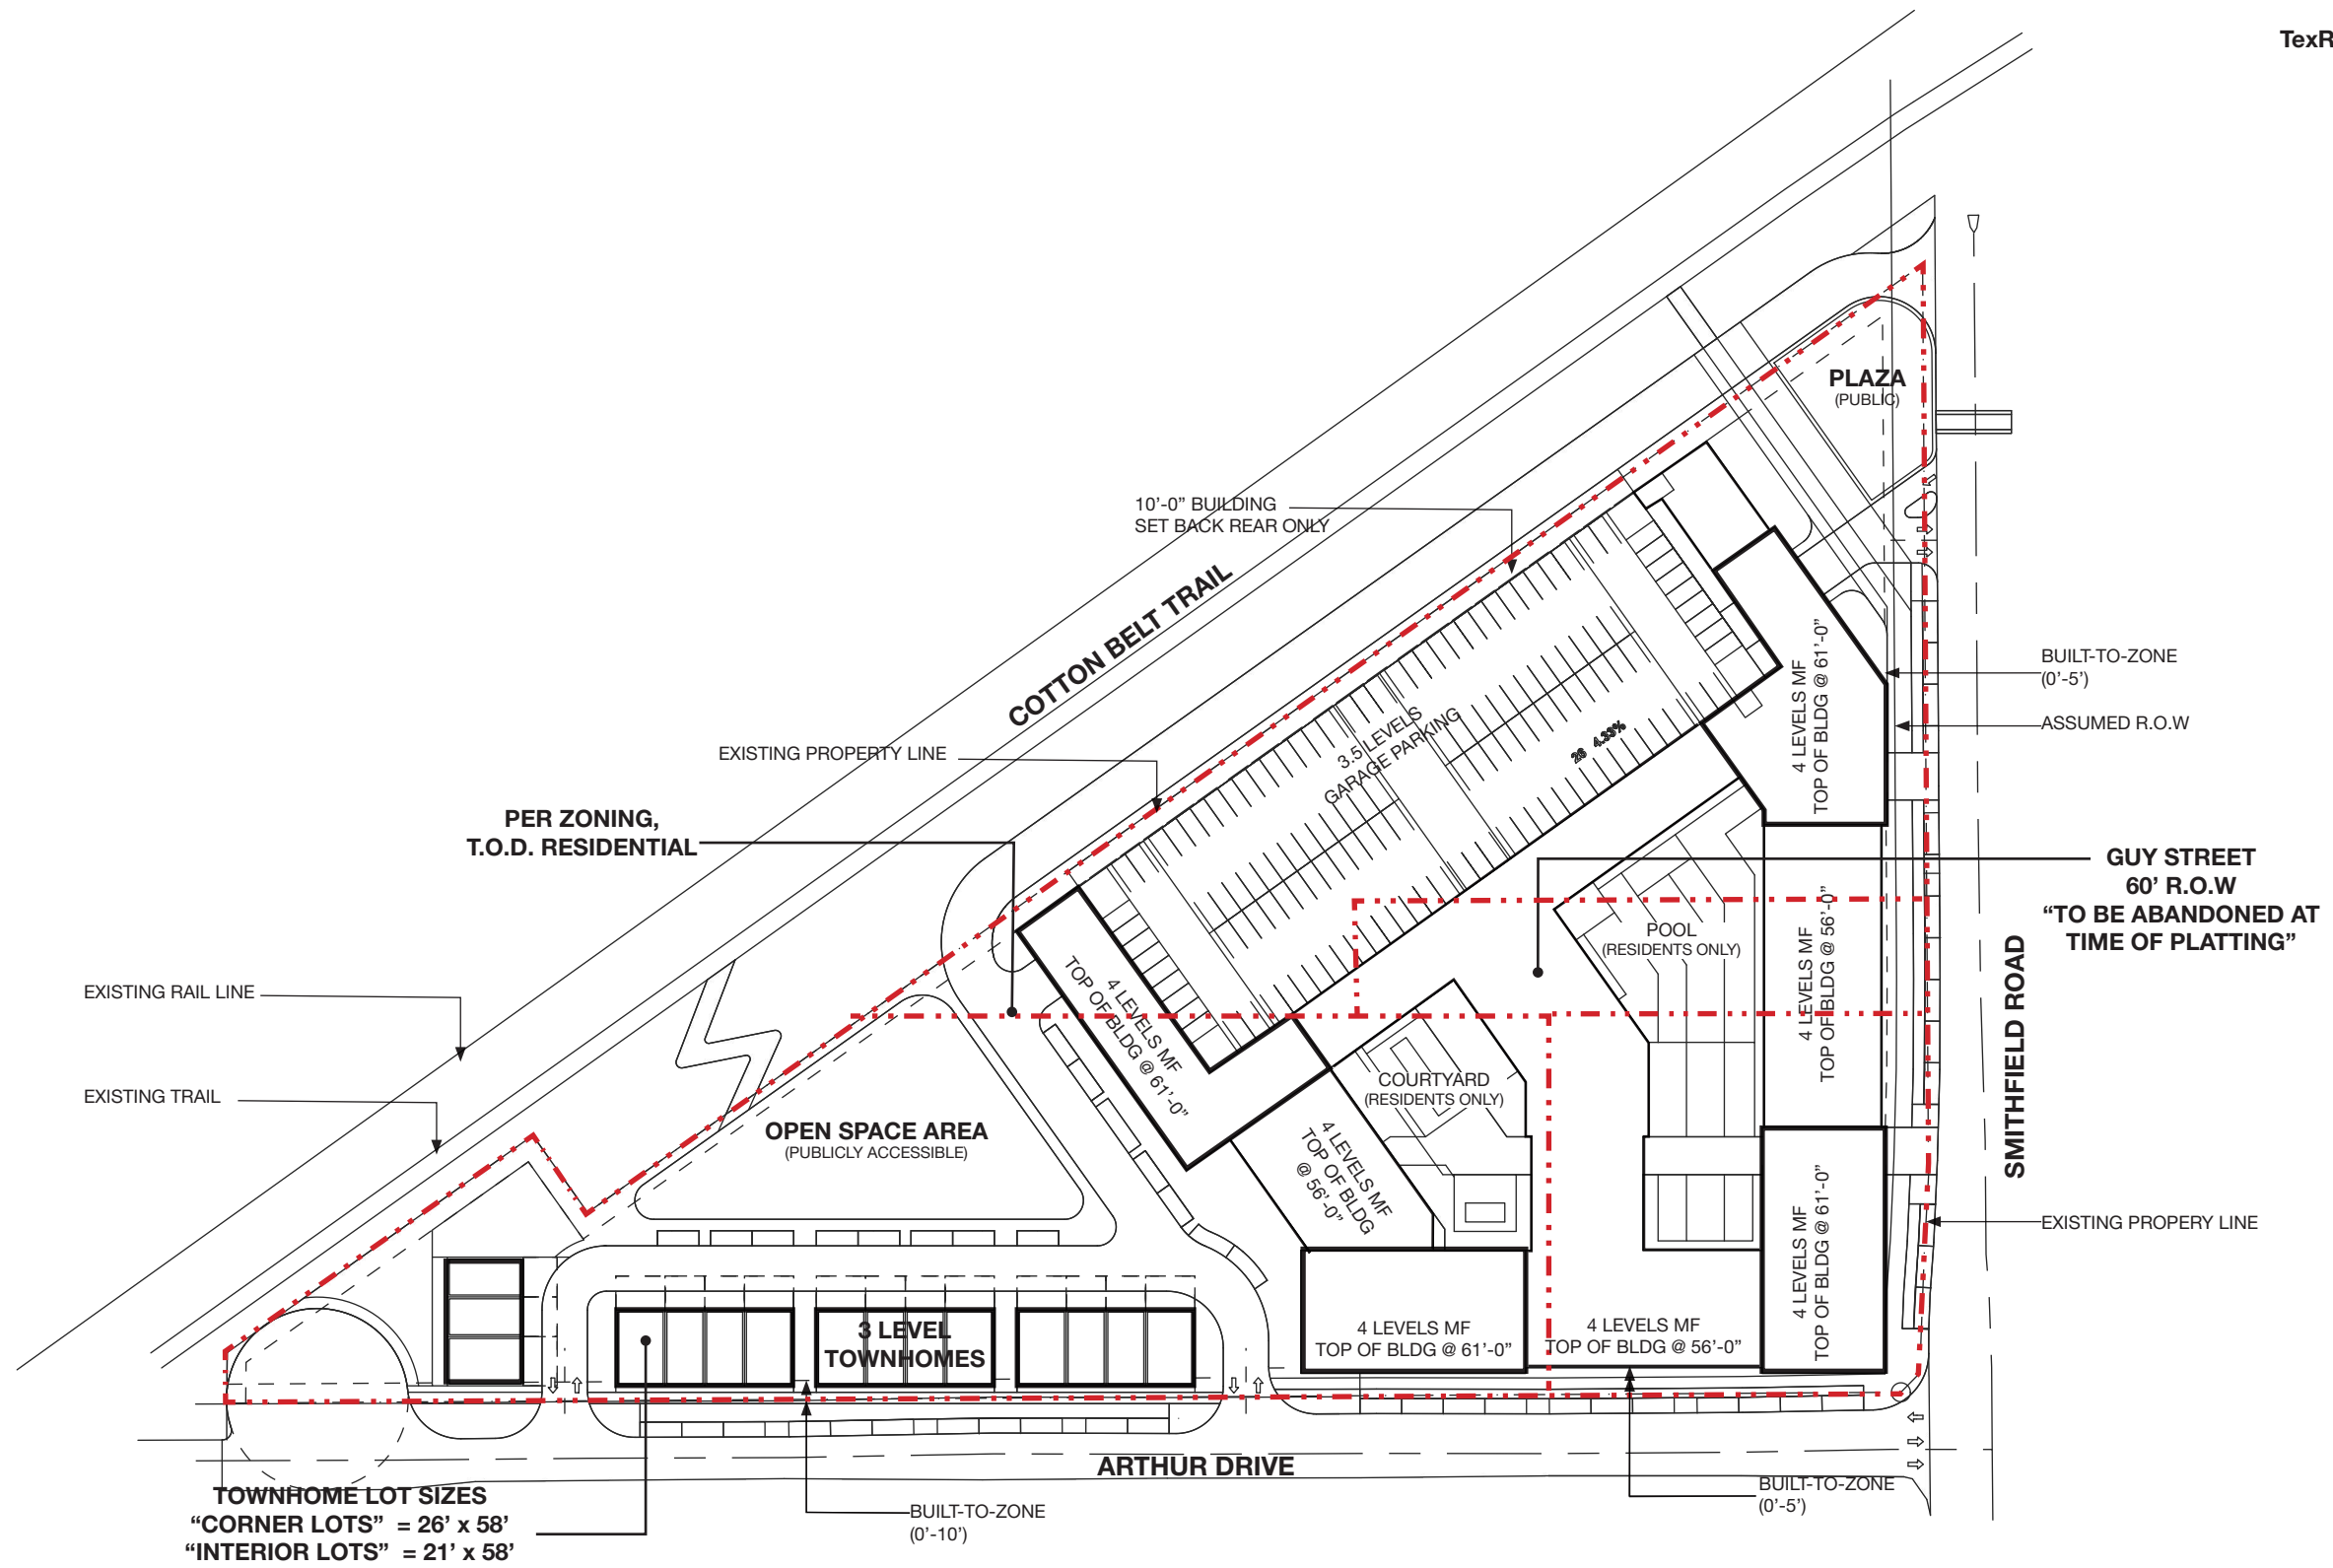 TexR
PLAZA
(PUBLIC)
10’-0” BUILDING
SET BACK REAR ONLY
COTTON BELT TRAIL
4 LEVELS MF
TOP OF BLDG @ 61’-0”
BUILT-TO-ZONE
(0’-5’)
ASSUMED R.O.W
EXISTING PROPERTY LINE
3.5 LEVELS
GARAGE PARKING
26 4.33%
PER ZONING,
T.O.D. RESIDENTIAL
GUY STREET
60’ R.O.W
“TO BE ABANDONED AT
TIME OF PLATTING”
POOL
(RESIDENTS ONLY)
4 LEVELS MF
TOP OF BLDG @ 56’-0”
SMITHFIELD ROAD
EXISTING RAIL LINE
4 LEVELS MF
TOP OF BLDG @ 61’-0”
COURTYARD
(RESIDENTS ONLY)
EXISTING TRAIL
OPEN SPACE AREA
(PUBLICLY ACCESSIBLE)
4 LEVELS MF
TOP OF BLDG
@ 56’-0”
4 LEVELS MF
TOP OF BLDG @ 61’-0”
EXISTING PROPERY LINE
3 LEVEL
TOWNHOMES
4 LEVELS MF
TOP OF BLDG @ 61’-0”
4 LEVELS MF
TOP OF BLDG @ 56’-0”
ARTHUR DRIVE
TOWNHOME LOT SIZES
“CORNER LOTS” = 26’ x 58’
“INTERIOR LOTS” = 21’ x 58’
BUILT-TO-ZONE
(0’-10’)
BUILT-TO-ZONE
(0’-5’)